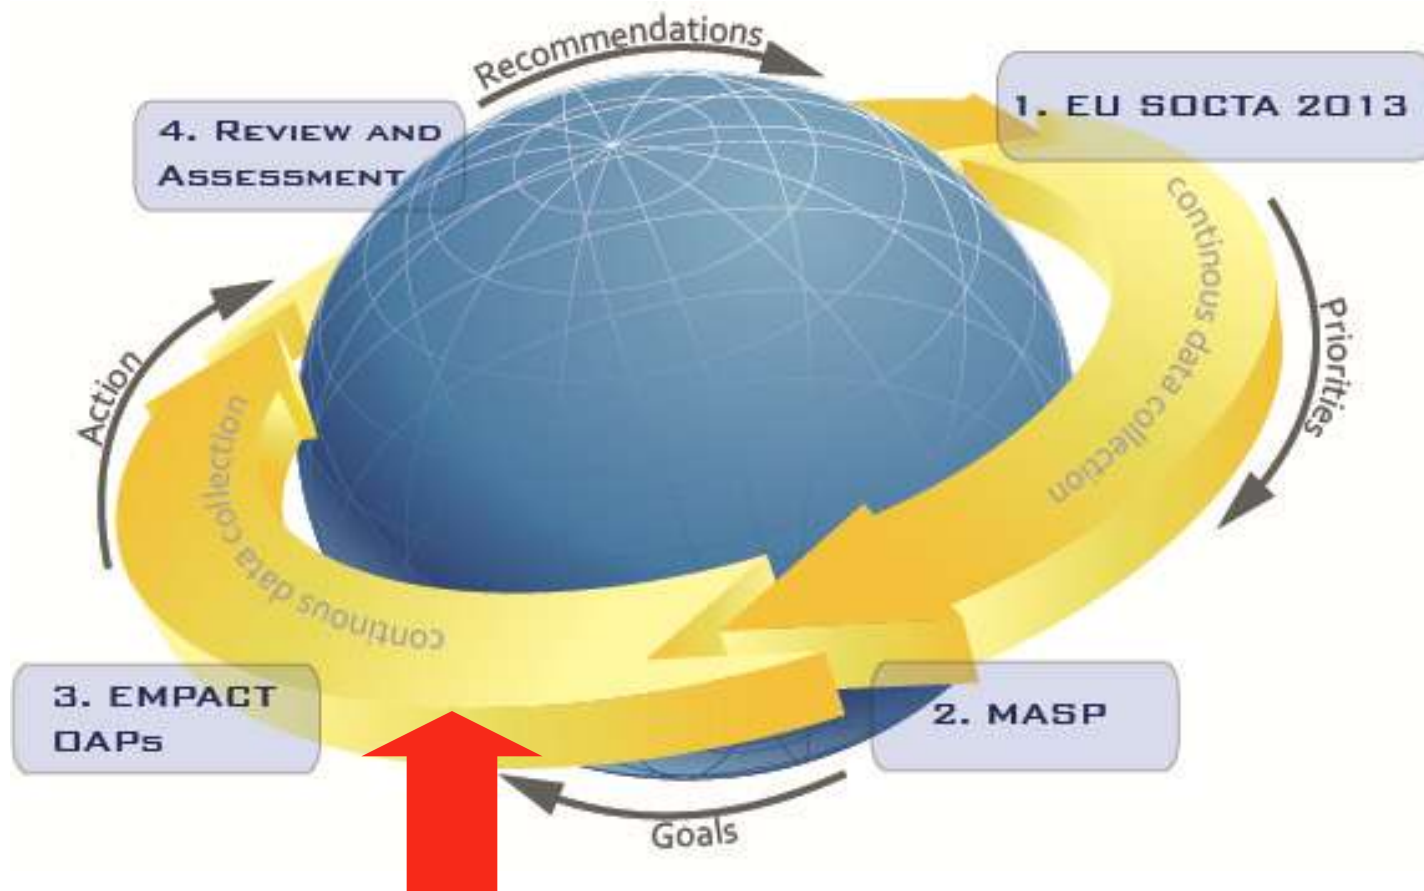 Recommendations
1. EU SOCTA 2013
4. REVIEW AND
ASSESSMENT
continous data collection
Priorities
Action
continous data collection
3. EMPACT
OAPs
2. MASP
Goals